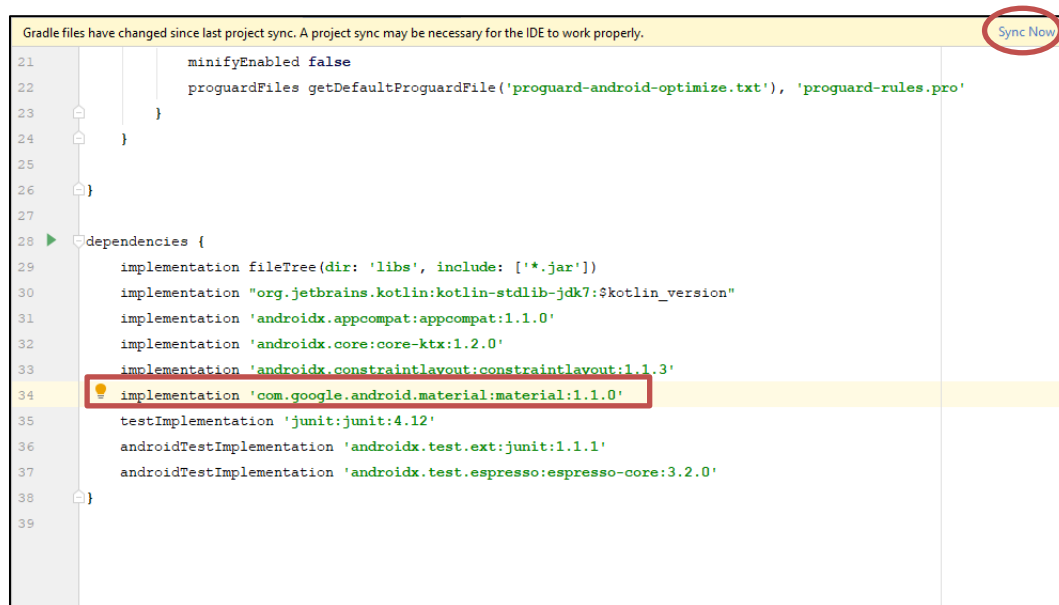 Gradle files have changed since last project sync. A project sync may be necessary for the IDE to work properly. Sync Now
21 minifyEnabled false
22 proguardFiles getDefaultProguardFile('proguard-android-optimize.txt'), 'proguard-rules.pro'
23 }
24 }
25
26 }
27
28 dependencies {
29 implementation fileTree(dir: 'libs', include: ['*.jar'])
30 implementation "org.jetbrains.kotlin:kotlin-stdlib-jdk7:$kotlin_version"
31 implementation 'androidx.appcompat:appcompat:1.1.0'
32 implementation 'androidx.core:core-ktx:1.2.0'
33 implementation 'androidx.constraintlayout:constraintlayout:1.1.3'
34 implementation 'com.google.android.material:material:1.1.0'
35 testImplementation 'junit:junit:4.12'
36 androidTestImplementation 'androidx.test.ext:junit:1.1.1'
37 androidTestImplementation 'androidx.test.espresso:espresso-core:3.2.0'
38 }
39